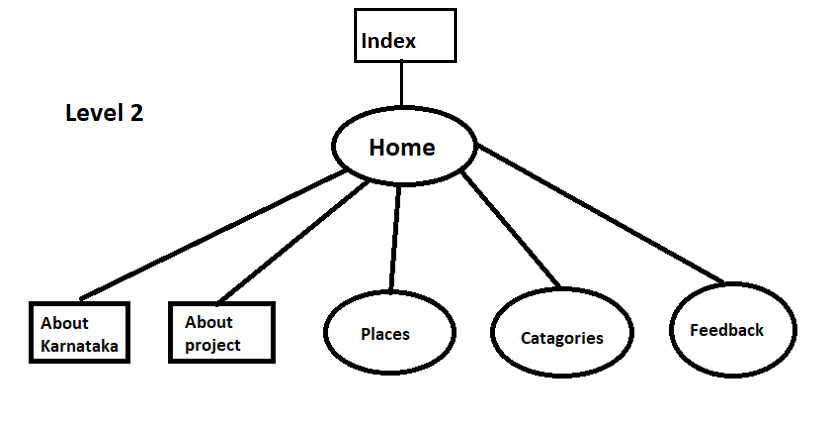 Index
Level 2
Home
About
Karnataka
About
project
Places
Catagories
Feedback